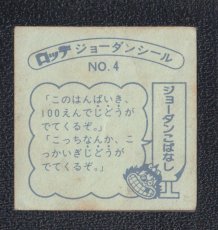 ロッテ ジョーダンシール
NO.4
「このはんばいき、
100えんでじどうが
でてくるぞ。」
「こっちなんか、こ
っかいぎじどうが
でてくるぞ。」
ジョーダンこばなし